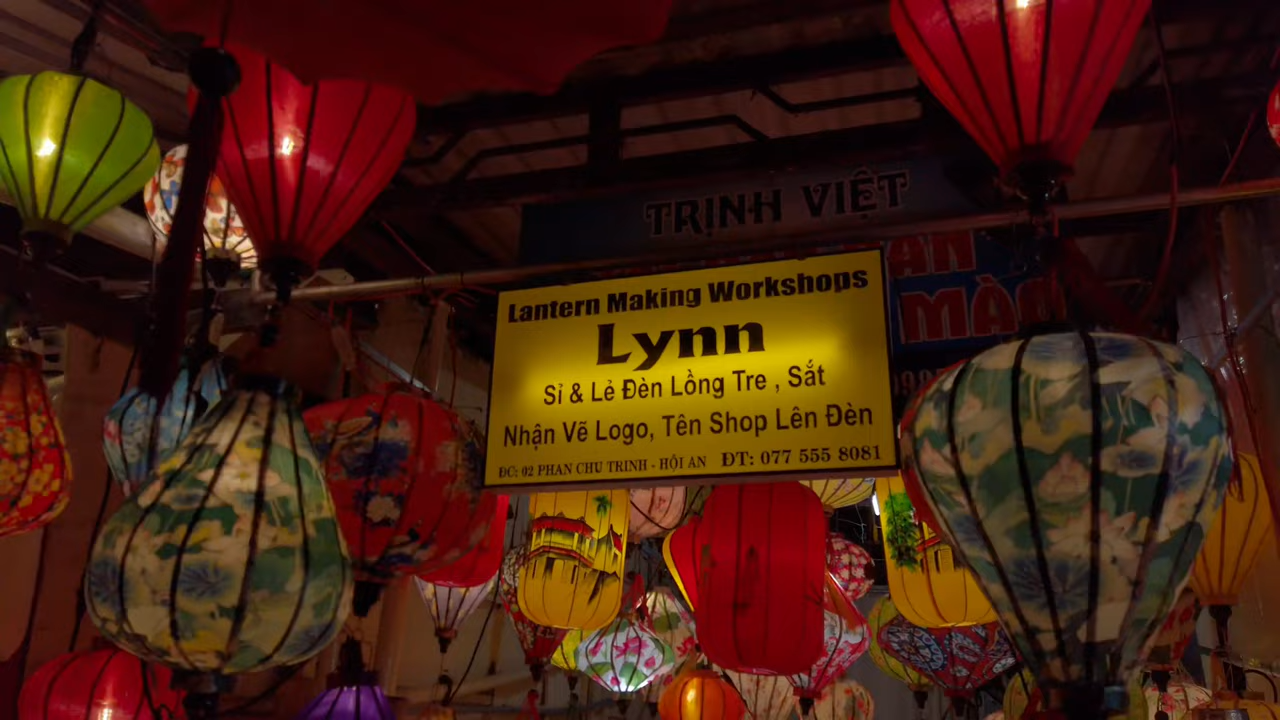 TRỊNH VIỆT
Lantern Making Workshops
Lynn
Sỉ & Lẻ Đèn Lồng Tre , Sắt
Nhận Vẽ Logo, Tên Shop Lên Đèn
ĐC: 02 PHAN CHU TRINH - HỘI AN ĐT: 077 555 8081